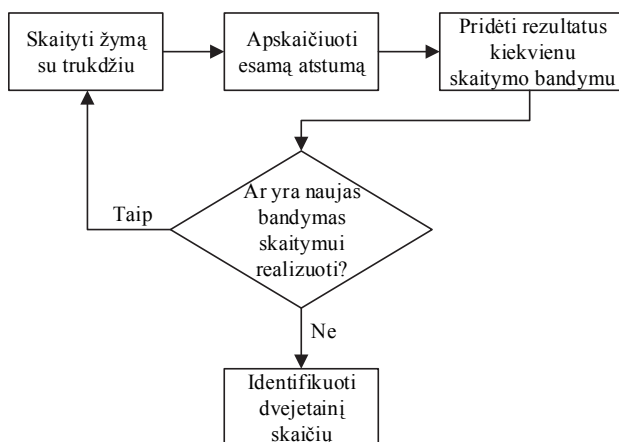 Skaityti žymą
su trukdžiu
Apskaičiuoti
esamą atstumą
Pridėti rezultatus
kiekvienu
skaitymo bandymu
Ar yra naujas
bandymas
skaitymui
realizuoti?
Taip
Ne
Identifikuoti
dvejetainį
skaičių